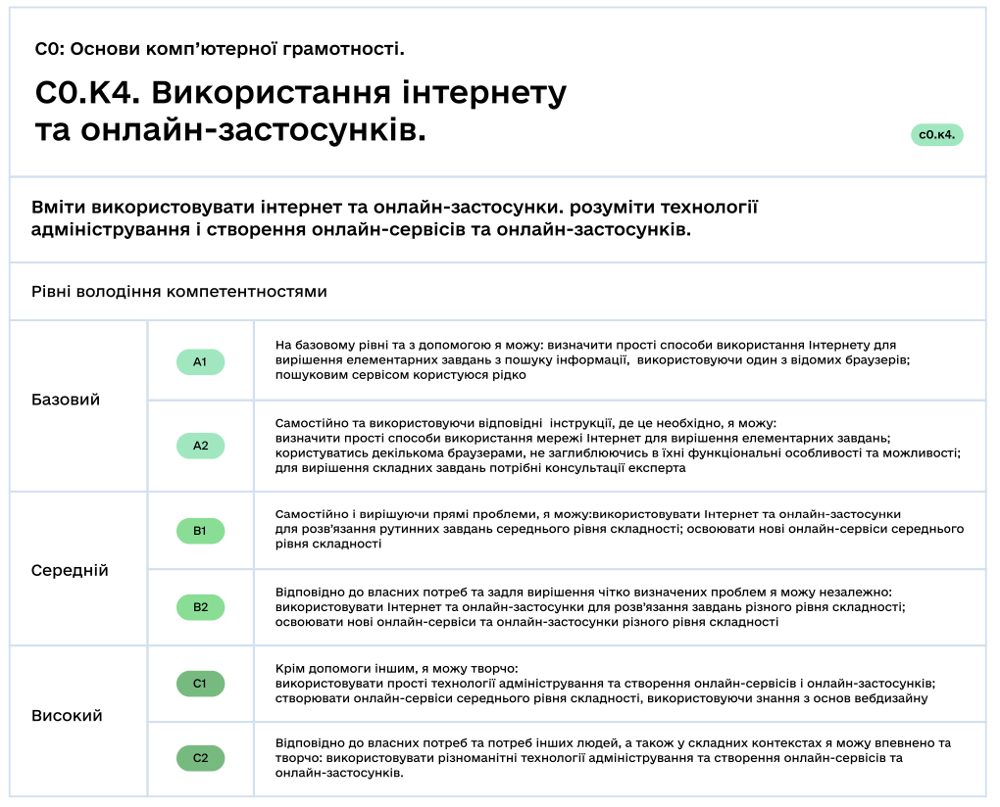 С0: Основи комп’ютерної грамотності.
С0.К4. Використання інтернету
та онлайн-застосунків.
с0.к4.
Вміти використовувати інтернет та онлайн-застосунки. розуміти технології
адміністрування і створення онлайн-сервісів та онлайн-застосунків.
Рівні володіння компетентностями
Базовий
A1
На базовому рівні та з допомогою я можу: визначити прості способи використання Інтернету для
вирішення елементарних завдань з пошуку інформації,  використовуючи один з відомих браузерів;
пошуковим сервісом користуюся рідко
A2
Самостійно та використовуючи відповідні  інструкції, де це необхідно, я можу:
визначити прості способи використання мережі Інтернет для вирішення елементарних завдань;
користуватись декількома браузерами, не заглиблюючись в їхні функціональні особливості та можливості;
для вирішення складних завдань потрібні консультації експерта
Середній
B1
Самостійно і вирішуючи прямі проблеми, я можу:використовувати Інтернет та онлайн-застосунки
для розв’язання рутинних завдань середнього рівня складності; освоювати нові онлайн-сервіси середнього
рівня складності
B2
Відповідно до власних потреб та задля вирішення чітко визначених проблем я можу незалежно:
використовувати Інтернет та онлайн-застосунки для розв’язання завдань різного рівня складності;
освоювати нові онлайн-сервіси та онлайн-застосунки різного рівня складності
Високий
C1
Крім допомоги іншим, я можу творчо:
використовувати прості технології адміністрування та створення онлайн-сервісів і онлайн-застосунків;
створювати онлайн-сервіси середнього рівня складності, використовуючи знання з основ вебдизайну
C2
Відповідно до власних потреб та потреб інших людей, а також у складних контекстах я можу впевнено та
творчо: використовувати різноманітні технології адміністрування та створення онлайн-сервісів та
онлайн-застосунків.